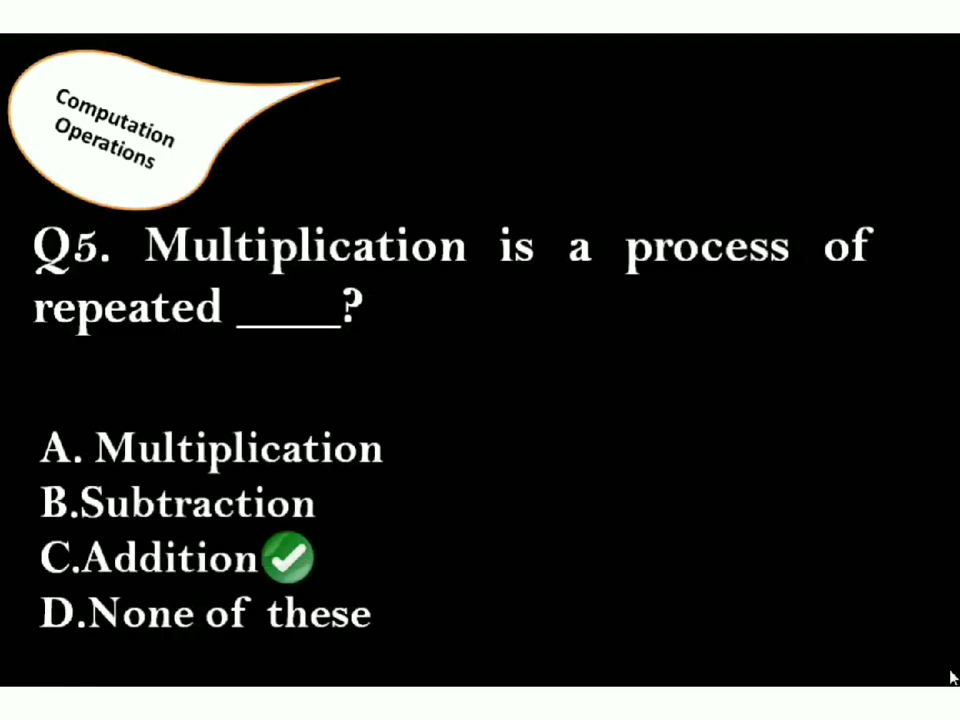 Computation
Operations
Q5. Multiplication is a process of
repeated ____?
A. Multiplication
B.Subtraction
C.Addition
D.None of these